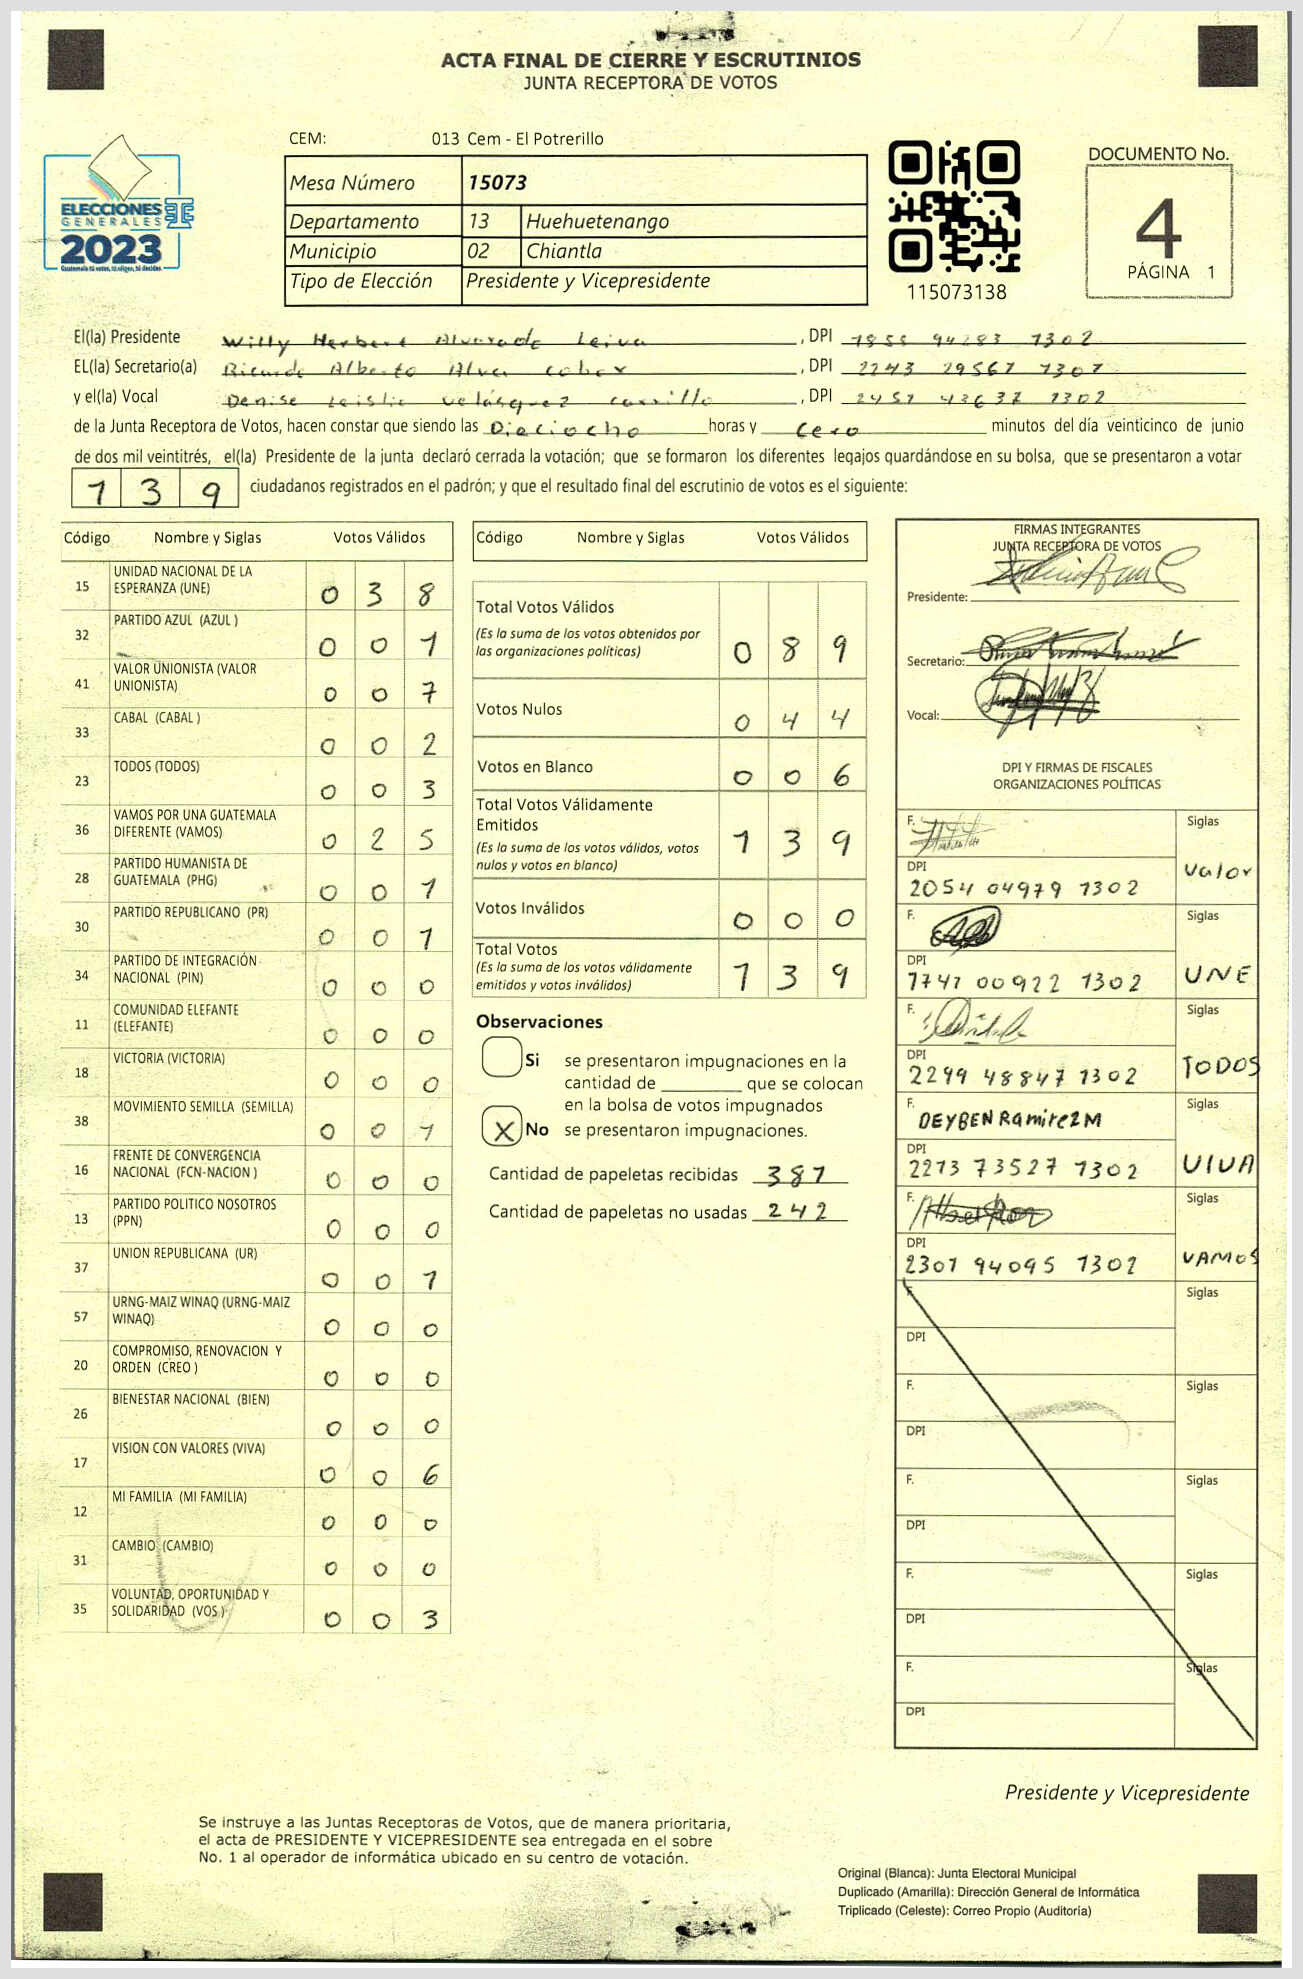 ACTA FINAL DE CIERRE Y ESCRUTINIOS
JUNTA RECEPTORA DE VOTOS
ELECCIONES
GENERALES
2023
CEM: 013 Cem - El Potrerillo
Mesa Número 15073
Departamento 13 Huehuetenango
Municipio 02 Chiantla
Tipo de Elección Presidente y Vicepresidente
115073138
DOCUMENTO No.
4
PÁGINA 1
El(la) Presidente Willy Herbert Alvarado Leiva, DPI 1302
EL(la) Secretario(a) Ricardo Alberto Alva Cobox, DPI 2243 29567 1307
y el(la) Vocal Denise Leislie Velásquez Carrillo, DPI 2457 43637 1302
de la Junta Receptora de Votos, hacen constar que siendo las Dieciocho horas y Cero minutos del día veinticinco de junio
de dos mil veintitrés, el(la) Presidente de la junta declaró cerrada la votación; que se formaron los diferentes legajos guardándose en su bolsa, que se presentaron a votar
139 ciudadanos registrados en el padrón; y que el resultado final del escrutinio de votos es el siguiente:
Código Nombre y Siglas Votos Válidos
15 UNIDAD NACIONAL DE LA ESPERANZA (UNE) 0 3 8
32 PARTIDO AZUL (AZUL ) 0 0 1
41 VALOR UNIONISTA (VALOR UNIONISTA) 0 0 7
33 CABAL (CABAL ) 0 0 2
23 TODOS (TODOS) 0 0 3
36 VAMOS POR UNA GUATEMALA DIFERENTE (VAMOS) 0 2 5
28 PARTIDO HUMANISTA DE GUATEMALA (PHG) 0 0 1
30 PARTIDO REPUBLICANO (PR) 0 0 1
34 PARTIDO DE INTEGRACIÓN NACIONAL (PIN) 0 0 0
11 COMUNIDAD ELEFANTE (ELEFANTE) 0 0 0
18 VICTORIA (VICTORIA) 0 0 0
38 MOVIMIENTO SEMILLA (SEMILLA) 0 0 1
16 FRENTE DE CONVERGENCIA NACIONAL (FCN-NACION ) 0 0 0
13 PARTIDO POLITICO NOSOTROS (PPN) 0 0 0
37 UNION REPUBLICANA (UR) 0 0 1
57 URNG-MAIZ WINAQ (URNG-MAIZ WINAQ) 0 0 0
20 COMPROMISO, RENOVACION Y ORDEN (CREO ) 0 0 0
26 BIENESTAR NACIONAL (BIEN) 0 0 0
17 VISION CON VALORES (VIVA) 0 0 6
12 MI FAMILIA (MI FAMILIA) 0 0 0
31 CAMBIO (CAMBIO) 0 0 0
35 VOLUNTAD, OPORTUNIDAD Y SOLIDARIDAD (VOS ) 0 0 3
Código Nombre y Siglas Votos Válidos
Total Votos Válidos 0 8 9
(Es la suma de los votos obtenidos por
las organizaciones políticas)
Votos Nulos 0 4 4
Votos en Blanco 0 0 6
Total Votos Válidamente
Emitidos 1 3 9
(Es la suma de los votos válidos, votos
nulos y votos en blanco)
Votos Inválidos 0 0 0
Total Votos 1 3 9
(Es la suma de los votos válidamente
emitidos y votos inválidos)
Observaciones
Si se presentaron impugnaciones en la
cantidad de ________ que se colocan
en la bolsa de votos impugnados
X No se presentaron impugnaciones.
Cantidad de papeletas recibidas 381
Cantidad de papeletas no usadas 242
FIRMAS INTEGRANTES
JUNTA RECEPTORA DE VOTOS
Presidente:
Secretario:
Vocal:
DPI Y FIRMAS DE FISCALES
ORGANIZACIONES POLÍTICAS
F. Siglas
DPI Valor
2054 04979 1302
F. Siglas
DPI UNE
1741 00922 1302
F. Siglas
DPI TODOS
2299 48847 1302
F. DEYBEN Ramirez M Siglas
DPI VIVA
2213 73527 1302
F. Siglas
DPI VAMOS
2301 94095 1302
F. Siglas
DPI
F. Siglas
DPI
F. Siglas
DPI
F. Siglas
DPI
F. Siglas
DPI
Presidente y Vicepresidente
Se instruye a las Juntas Receptoras de Votos, que de manera prioritaria,
el acta de PRESIDENTE Y VICEPRESIDENTE sea entregada en el sobre
No. 1 al operador de informática ubicado en su centro de votación.
Original (Blanca): Junta Electoral Municipal
Duplicado (Amarilla): Dirección General de Informática
Triplicado (Celeste): Correo Propio (Auditoría)